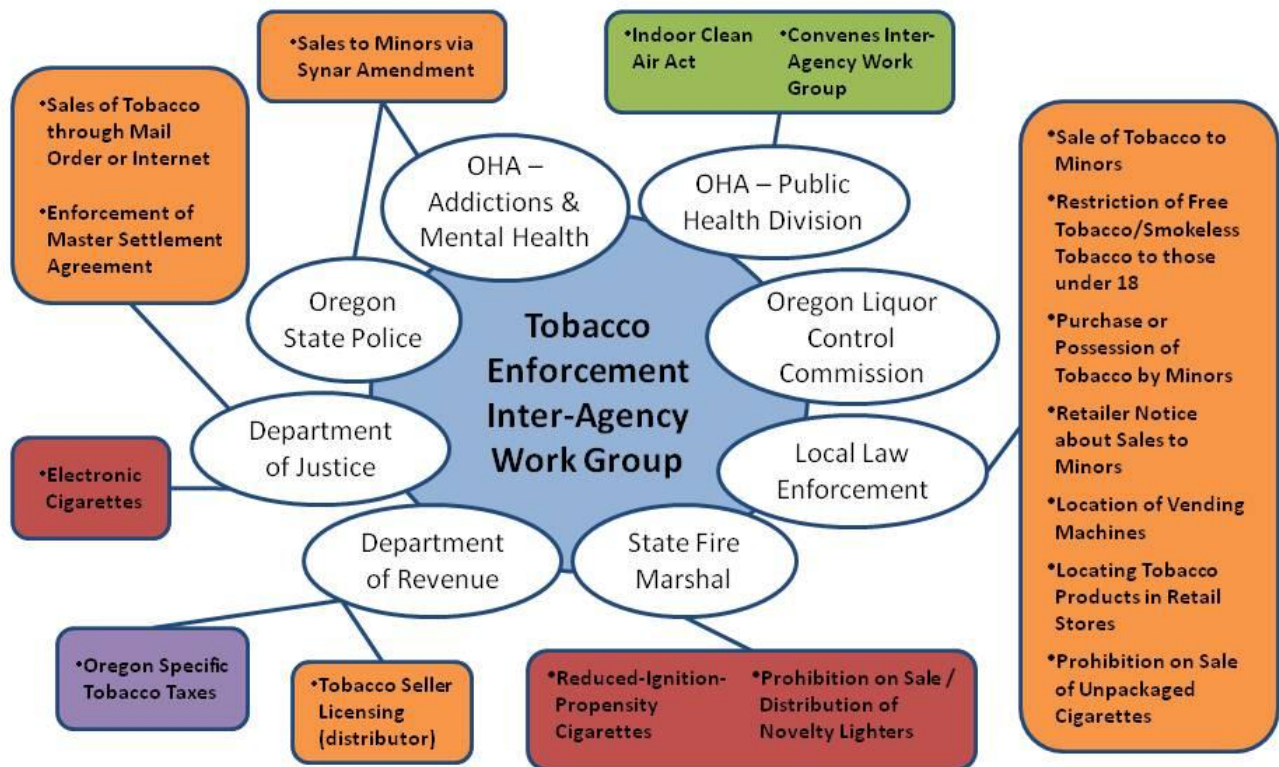 •Sales to Minors via
Synar Amendment
•Indoor Clean
Air Act
•Convenes Inter-
Agency Work
Group
•Sales of Tobacco
through Mail
Order or Internet
•Enforcement of
Master Settlement
Agreement
OHA –
Addictions &
Mental Health
OHA – Public
Health Division
Oregon
State Police
Oregon Liquor
Control
Commission
Tobacco
Enforcement
Inter-Agency
Work Group
Department
of Justice
Local Law
Enforcement
•Electronic
Cigarettes
Department
of Revenue
State Fire
Marshal
•Sale of Tobacco to
Minors
•Restriction of Free
Tobacco/Smokeless
Tobacco to those
under 18
•Purchase or
Possession of
Tobacco by Minors
•Retailer Notice
about Sales to
Minors
•Location of Vending
Machines
•Locating Tobacco
Products in Retail
Stores
•Prohibition on Sale
of Unpackaged
Cigarettes
•Oregon Specific
Tobacco Taxes
•Tobacco Seller
Licensing
(distributor)
•Reduced-Ignition-
Propensity
Cigarettes
•Prohibition on Sale /
Distribution of
Novelty Lighters